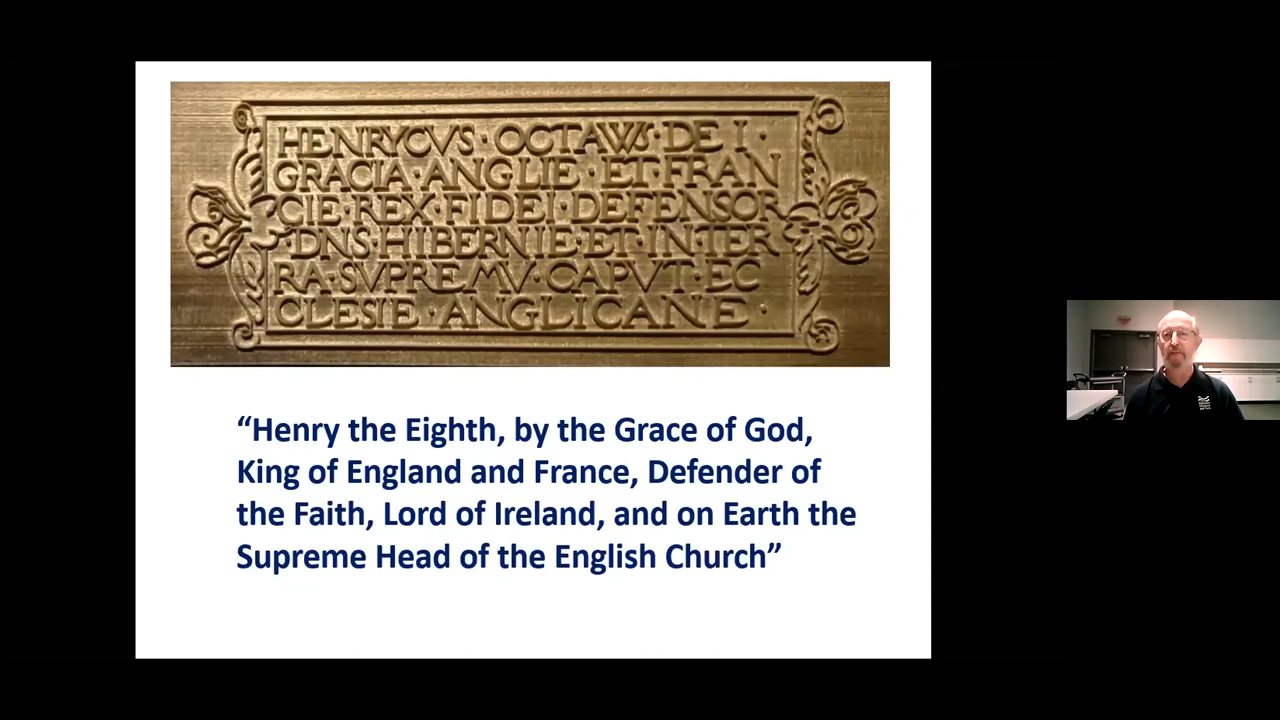 HENRYCVS · OCTAVVS · DE I ·
GRACIA · ANGLIE · ET · FRAN
CIE · REX · FIDEI · DEFENSOR
· DNS · HIBERNIE · ET · IN · TER
RA · SVPREMV · CAPVT · EC
CLESIE · ANGLICANE ·
“Henry the Eighth, by the Grace of God,
King of England and France, Defender of
the Faith, Lord of Ireland, and on Earth the
Supreme Head of the English Church”